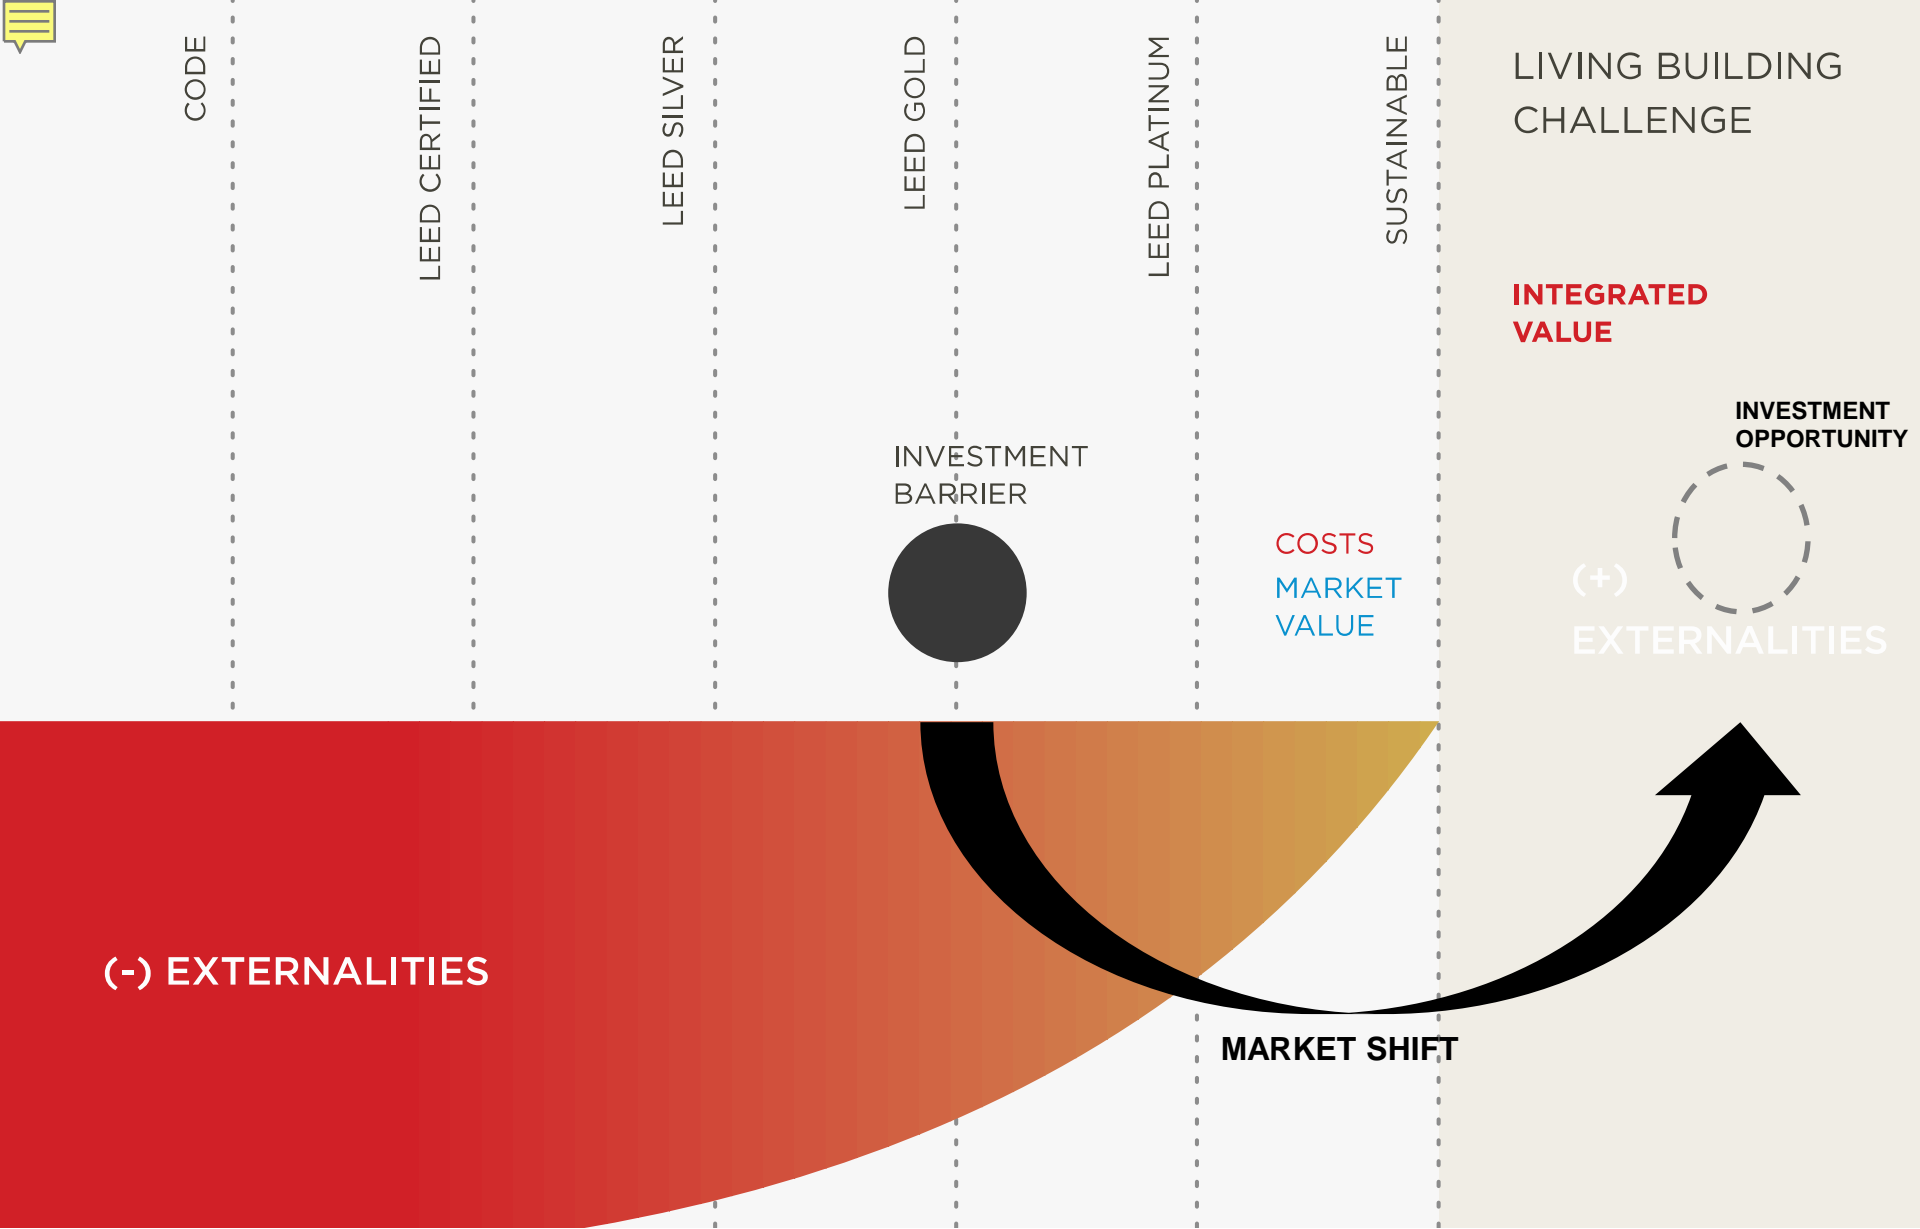 CODE
LEED CERTIFIED
LEED SILVER
LEED GOLD
LEED PLATINUM
SUSTAINABLE
LIVING BUILDING
CHALLENGE
INTEGRATED
VALUE
INVESTMENT
OPPORTUNITY
INVESTMENT
BARRIER
COSTS
MARKET
VALUE
(+)
EXTERNALITIES
(-) EXTERNALITIES
MARKET SHIFT